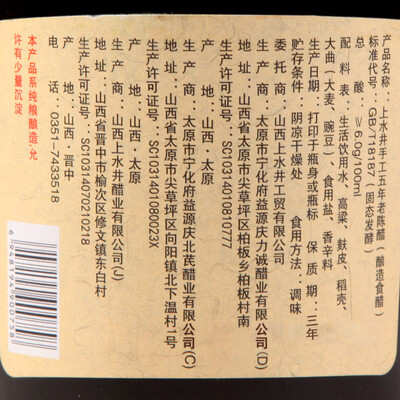 产品名称：上水井手工五年老陈醋（酿造食醋）
标准代号：GB/T18187（固态发酵）
总酸：≥6.0g/100ml
配料表：生活饮用水、高粱、麸皮、稻壳、
大曲（大麦、豌豆）、食用盐、香辛料
生产日期：打印于瓶身或瓶标 保质期：三年
贮存条件：阴凉干燥处 食用方法：调味
委托商：山西上水井工贸有限公司
生产商：太原市宁化府益源庆力诚醋业有限公司(D)
地址：山西省太原市尖草坪区柏板乡柏板村南
生产许可证号：SC10314010810777
产地：山西·太原
生产商：太原市宁化府益源庆北芪醋业有限公司(C)
地址：山西省太原市尖草坪区向阳镇北下温村1号
生产许可证号：SC10314010800023X
产地：山西·太原
生产商：山西上水井醋业有限公司(C)
地址：山西省晋中市榆次区修文镇东白村
生产许可证号：SC10314070210218
产地：山西·晋中
电话：0351-7433518
本产品系纯粮酿造，允
许有少量沉淀
6948194900756